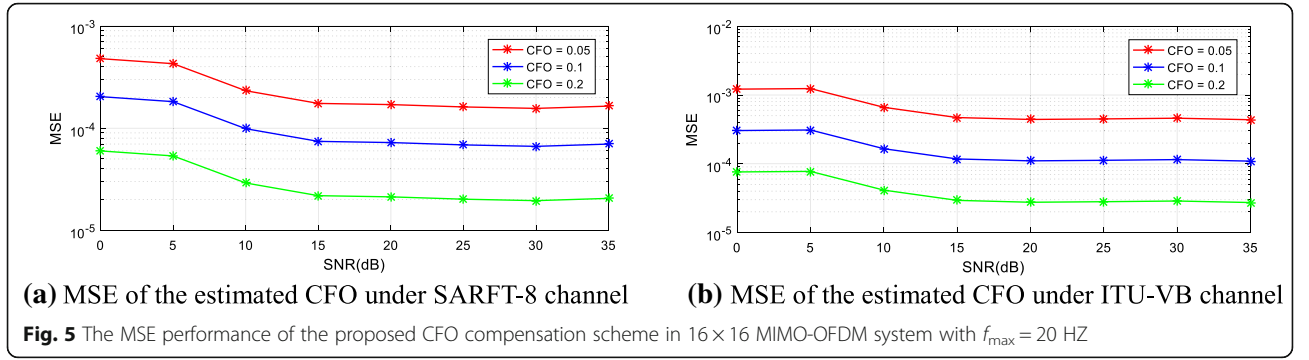 10-3
10-4
10-5
MSE
0 5 10 15 20 25 30 35
SNR(dB)
CFO = 0.05
CFO = 0.1
CFO = 0.2
(a) MSE of the estimated CFO under SARFT-8 channel
10-2
10-3
10-4
10-5
MSE
0 5 10 15 20 25 30 35
SNR(dB)
CFO = 0.05
CFO = 0.1
CFO = 0.2
(b) MSE of the estimated CFO under ITU-VB channel
Fig. 5 The MSE performance of the proposed CFO compensation scheme in 16 × 16 MIMO-OFDM system with fmax = 20 HZ